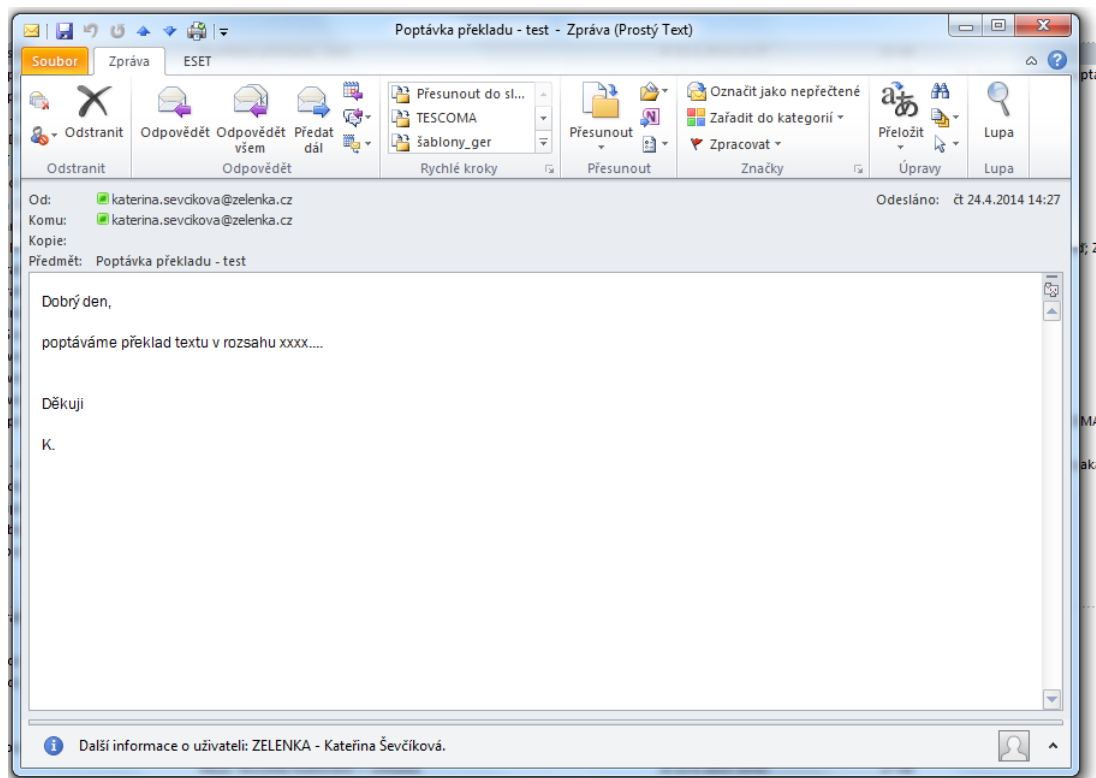 Poptávka překladu - test - Zpráva (Prostý Text)
Soubor Zpráva ESET
Odstranit
Odpovědět
Odpovědět všem
Předat dál
Přesunout do sl...
TESCOMA
šablony_ger
Přesunout
Označit jako nepřečtené
Zařadit do kategorií
Zpracovat
Přeložit
Lupa
Odstranit Odpovědět Rychlé kroky Přesunout Značky Úpravy Lupa
Od: katerina.sevcikova@zelenka.cz Odesláno: čt 24.4.2014 14:27
Komu: katerina.sevcikova@zelenka.cz
Kopie:
Předmět: Poptávka překladu - test
Dobrý den,
poptáváme překlad textu v rozsahu xxxx....
Děkuji
K.
Další informace o uživateli: ZELENKA - Kateřina Ševčíková.